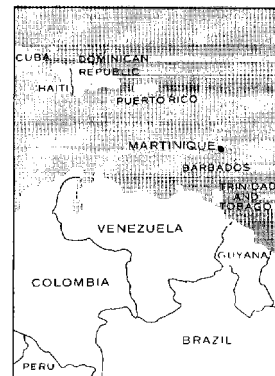 CUBA
DOMINICAN
REPUBLIC
HAITI
PUERTO RICO
MARTINIQUE
BARBADOS
TRINIDAD
AND
TOBAGO
VENEZUELA
GUYANA
COLOMBIA
BRAZIL
PERU